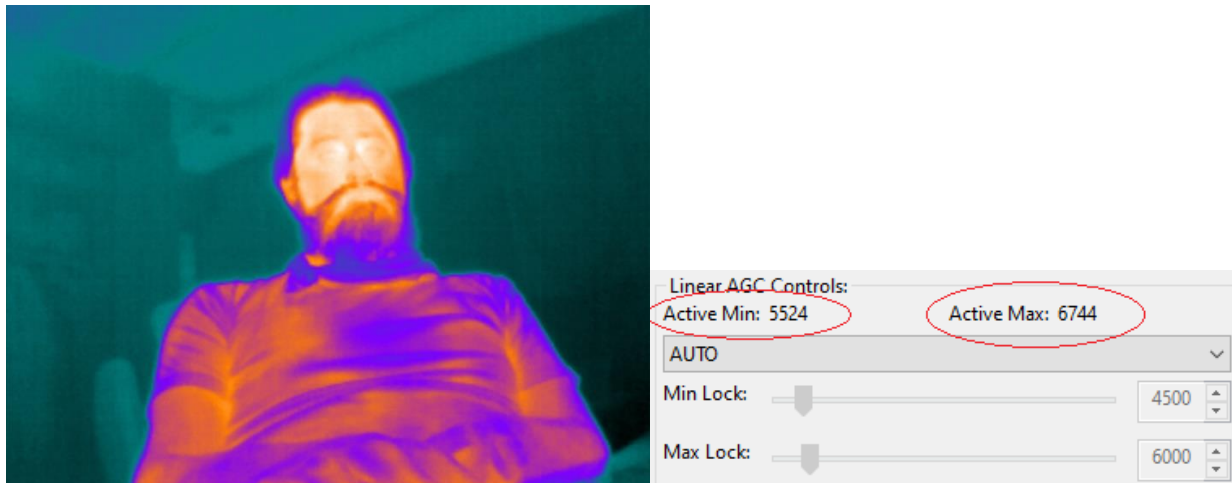 Linear AGC Controls:
Active Min: 5524 Active Max: 6744
AUTO
Min Lock: 4500
Max Lock: 6000